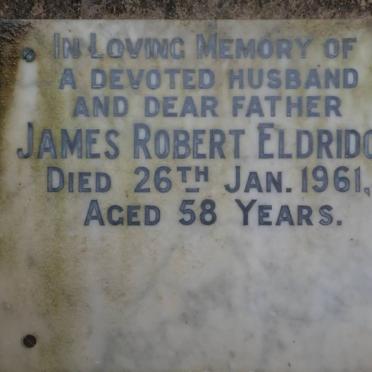 IN LOVING MEMORY OF
A DEVOTED HUSBAND
AND DEAR FATHER
JAMES ROBERT
DIED 26TH JAN. 1961,
AGED 58 YEARS.